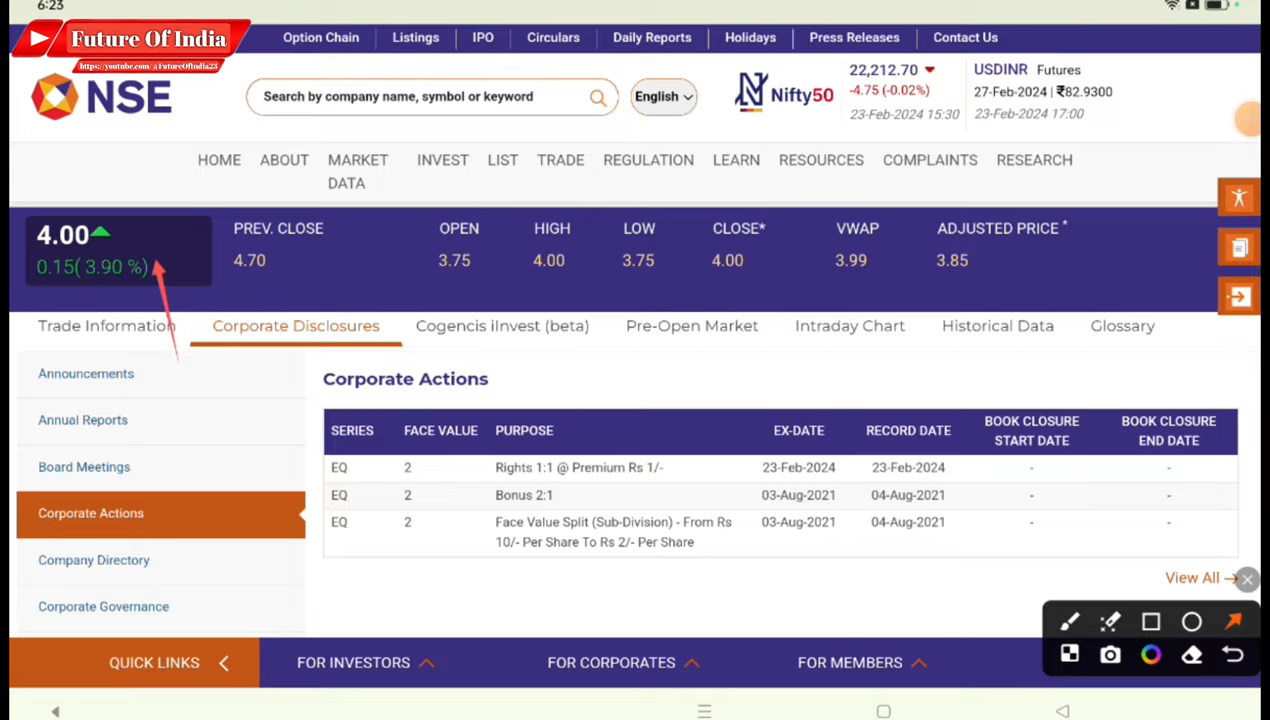 6:23
Future Of India
https://youtube.com/@FutureOfIndia23
Option Chain Listings IPO Circulars Daily Reports Holidays Press Releases Contact Us
NSE
Search by company name, symbol or keyword
English
N Nifty50
22,212.70
-4.75 (-0.02%)
23-Feb-2024 15:30
USDINR Futures
27-Feb-2024 | ₹82.9300
23-Feb-2024 17:00
HOME ABOUT MARKET DATA INVEST LIST TRADE REGULATION LEARN RESOURCES COMPLAINTS RESEARCH
4.00
0.15( 3.90 %)
PREV. CLOSE OPEN HIGH LOW CLOSE* VWAP ADJUSTED PRICE *
4.70 3.75 4.00 3.75 4.00 3.99 3.85
Trade Information Corporate Disclosures Cogencis iInvest (beta) Pre-Open Market Intraday Chart Historical Data Glossary
Announcements
Annual Reports
Board Meetings
Corporate Actions
Company Directory
Corporate Governance
Corporate Actions
SERIES FACE VALUE PURPOSE EX-DATE RECORD DATE BOOK CLOSURE START DATE BOOK CLOSURE END DATE
EQ 2 Rights 1:1 @ Premium Rs 1/- 23-Feb-2024 23-Feb-2024 - -
EQ 2 Bonus 2:1 03-Aug-2021 04-Aug-2021 - -
EQ 2 Face Value Split (Sub-Division) - From Rs 03-Aug-2021 04-Aug-2021 - -
10/- Per Share To Rs 2/- Per Share
View All
QUICK LINKS FOR INVESTORS FOR CORPORATES FOR MEMBERS